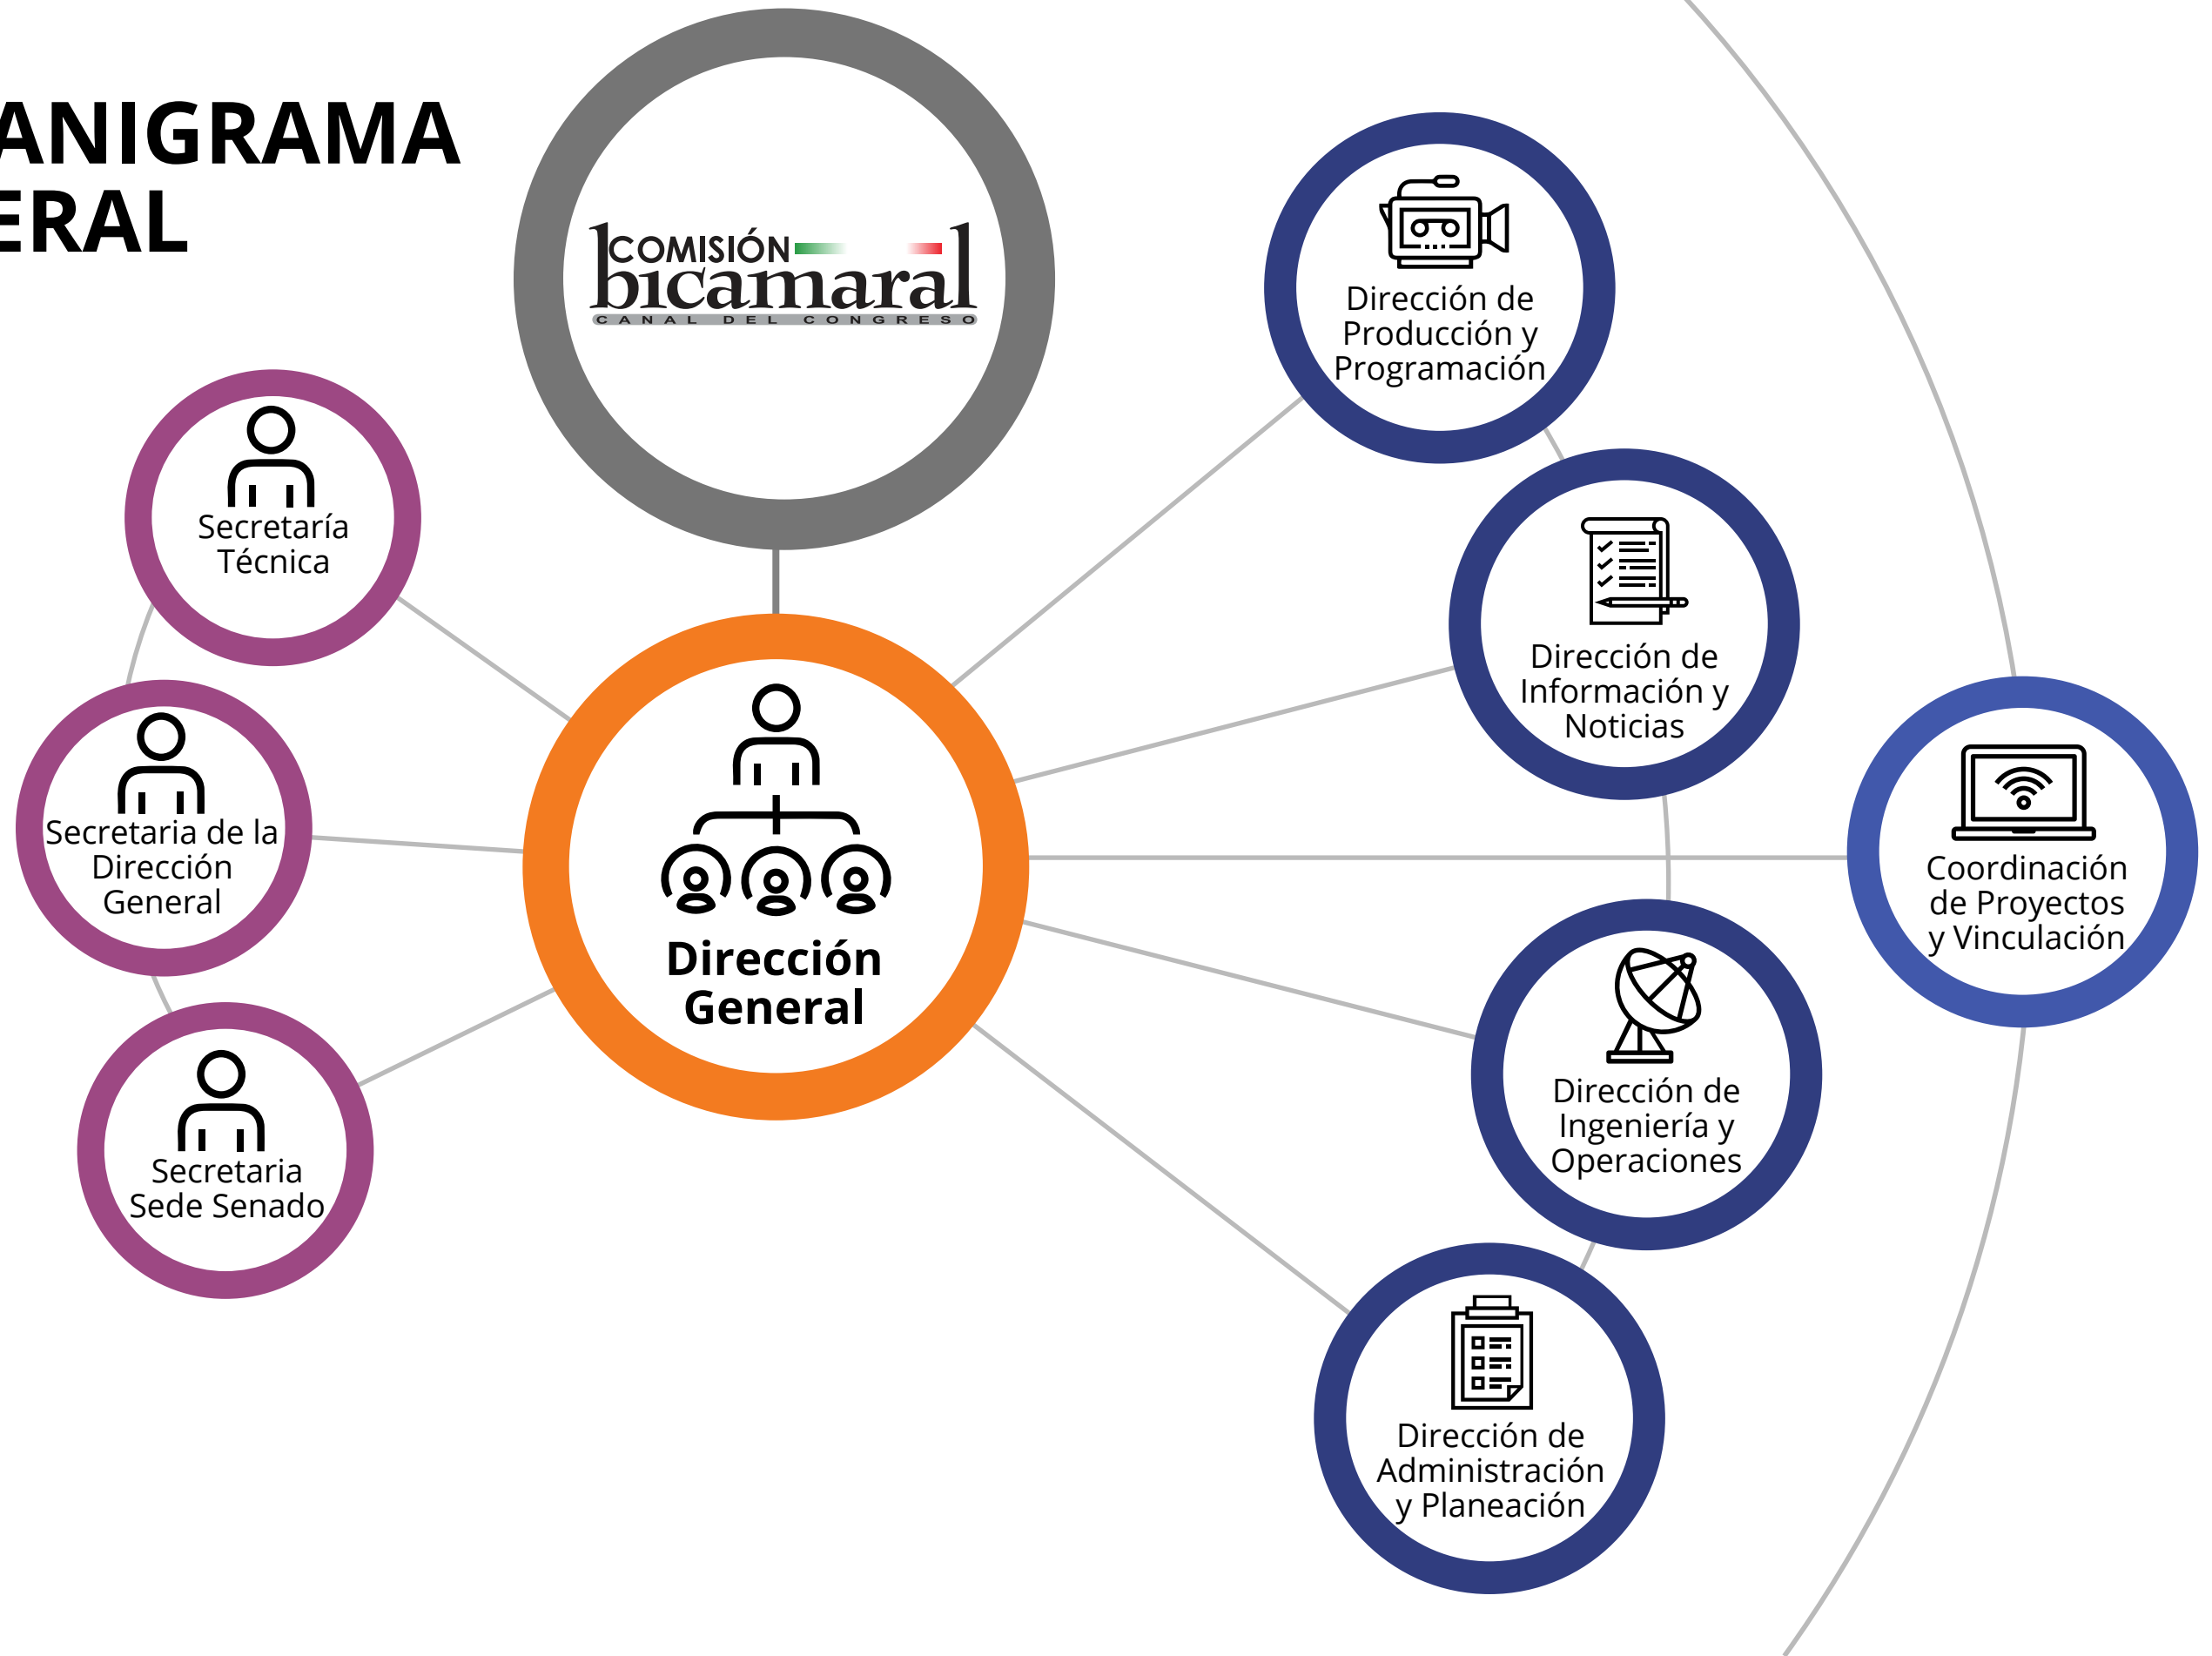 ANIGRAMA
ERAL
COMISIÓN
bicamaral
CANAL DEL CONGRESO
Dirección de
Producción y
Programación
Secretaría
Técnica
Dirección de
Información y
Noticias
Secretaria de la
Dirección
General
Dirección
General
Coordinación
de Proyectos
y Vinculación
Dirección de
Ingeniería y
Operaciones
Secretaria
Sede Senado
Dirección de
Administración
y Planeación